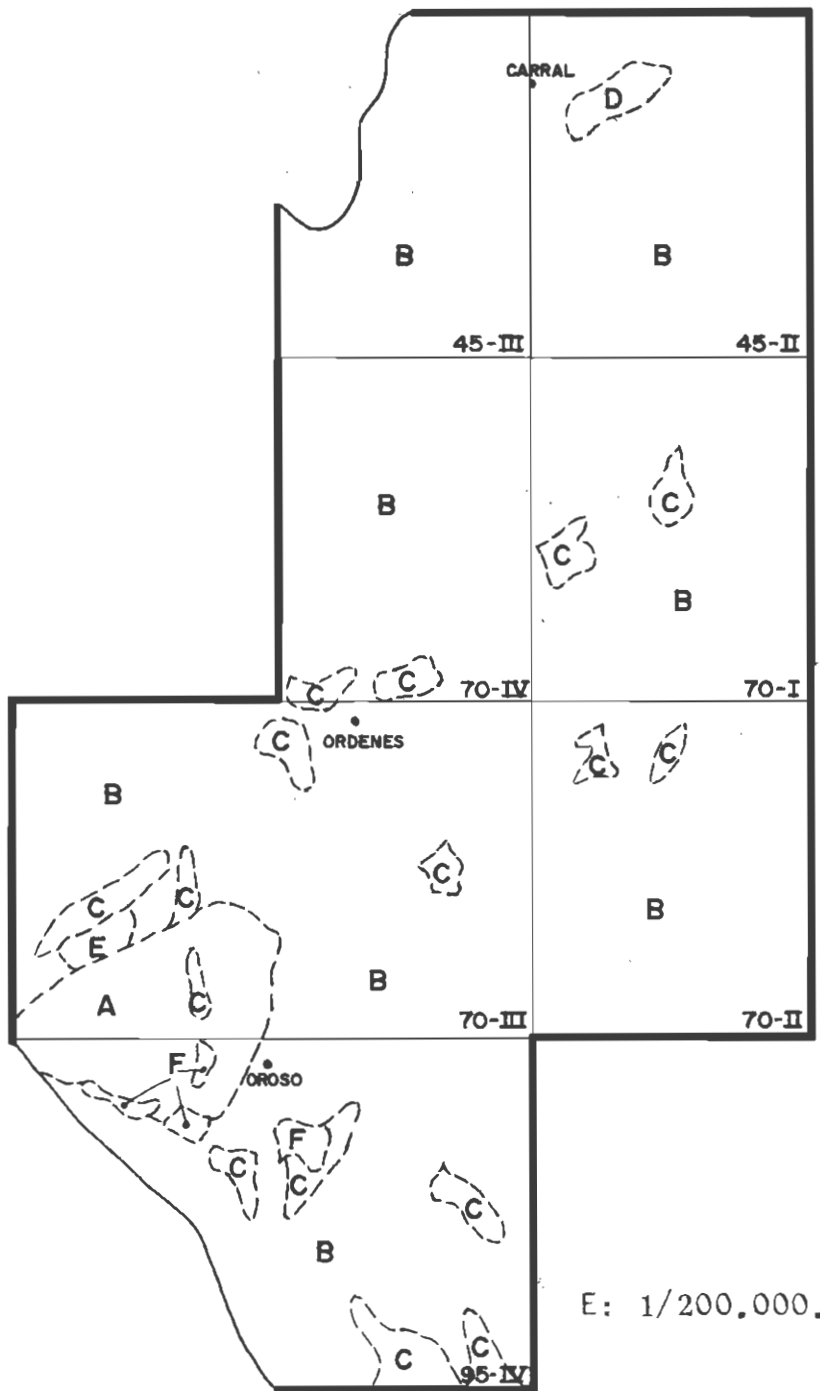 CARRAL
D
B B
45-III 45-II
B
C
C
B
C C
70-IV 70-I
ORDENES
C
C C
B
C
C C
B
E
A C
B
70-III 70-II
F
OROSO
F
C
C
C
B
E: 1/200.000.
C
C
95-IV